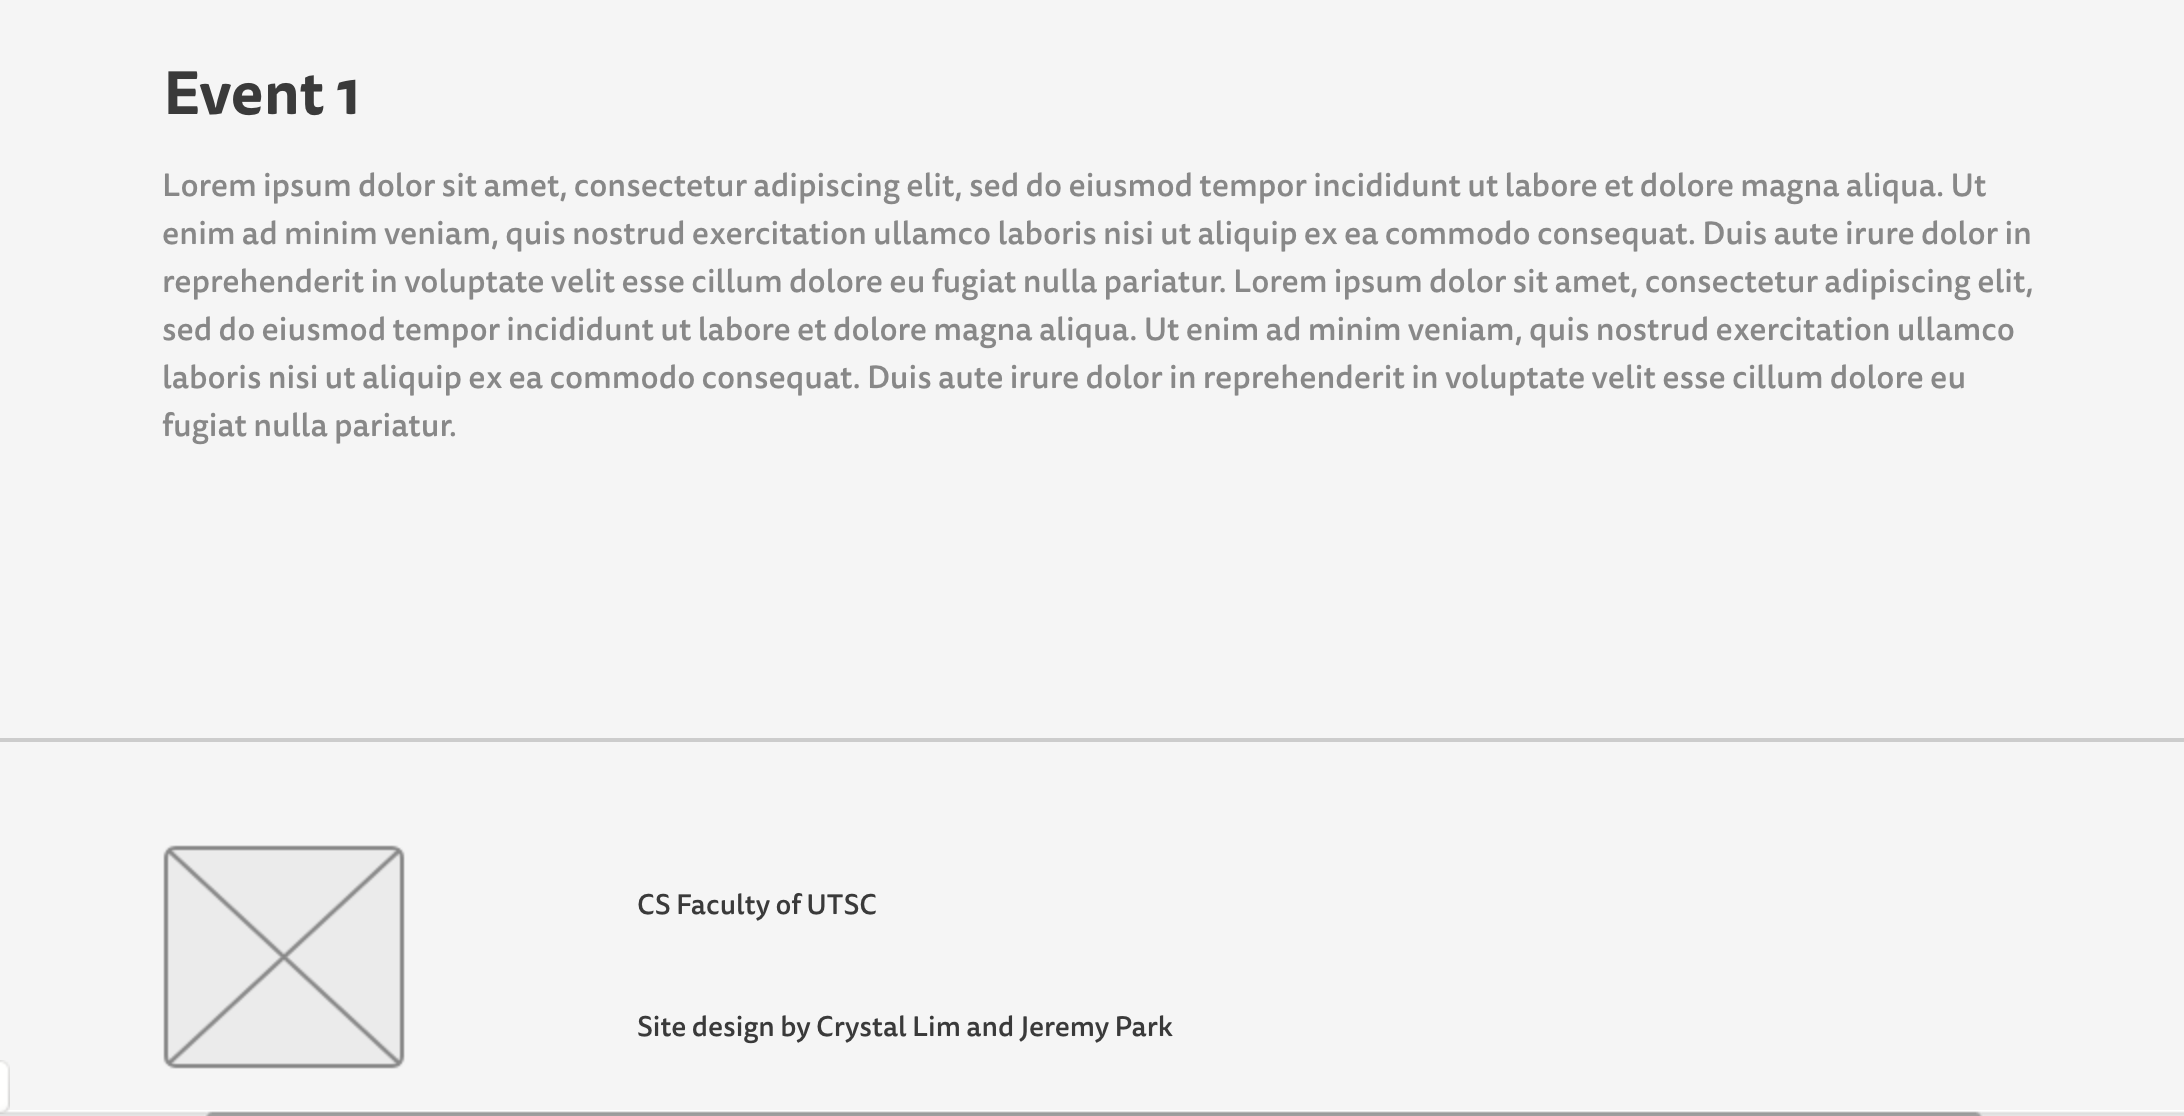 Event 1
Lorem ipsum dolor sit amet, consectetur adipiscing elit, sed do eiusmod tempor incididunt ut labore et dolore magna aliqua. Ut
enim ad minim veniam, quis nostrud exercitation ullamco laboris nisi ut aliquip ex ea commodo consequat. Duis aute irure dolor in
reprehenderit in voluptate velit esse cillum dolore eu fugiat nulla pariatur. Lorem ipsum dolor sit amet, consectetur adipiscing elit,
sed do eiusmod tempor incididunt ut labore et dolore magna aliqua. Ut enim ad minim veniam, quis nostrud exercitation ullamco
laboris nisi ut aliquip ex ea commodo consequat. Duis aute irure dolor in reprehenderit in voluptate velit esse cillum dolore eu
fugiat nulla pariatur.
CS Faculty of UTSC
Site design by Crystal Lim and Jeremy Park